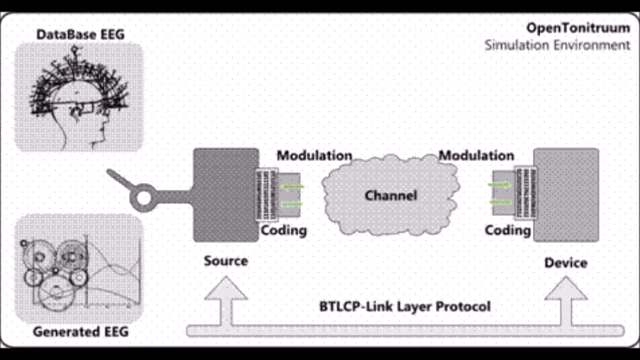 DataBase EEG
OpenTonitruum
Simulation Environment
Modulation
Modulation
Channel
Coding
Coding
Source
Device
BTLCP-Link Layer Protocol
Generated EEG